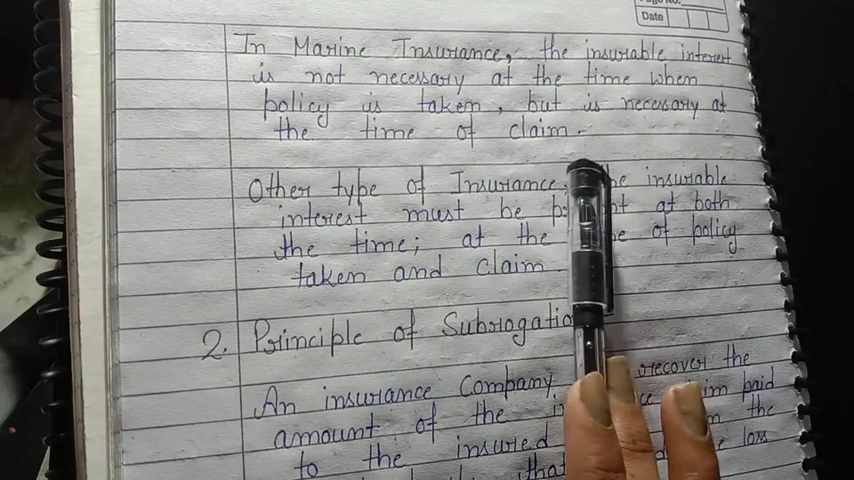 Page No.
Date
In Marine Insurance, the insurable interest
is not necessary at the time when
policy is taken, but is necessary at
the time of claim.
Other type of Insurance, the insurable
interest must be at both
the time; at the of policy
taken and claim
2. Principle of Subrogatio
An insurance Company recover the
amount of the paid
to the insured the
that loss